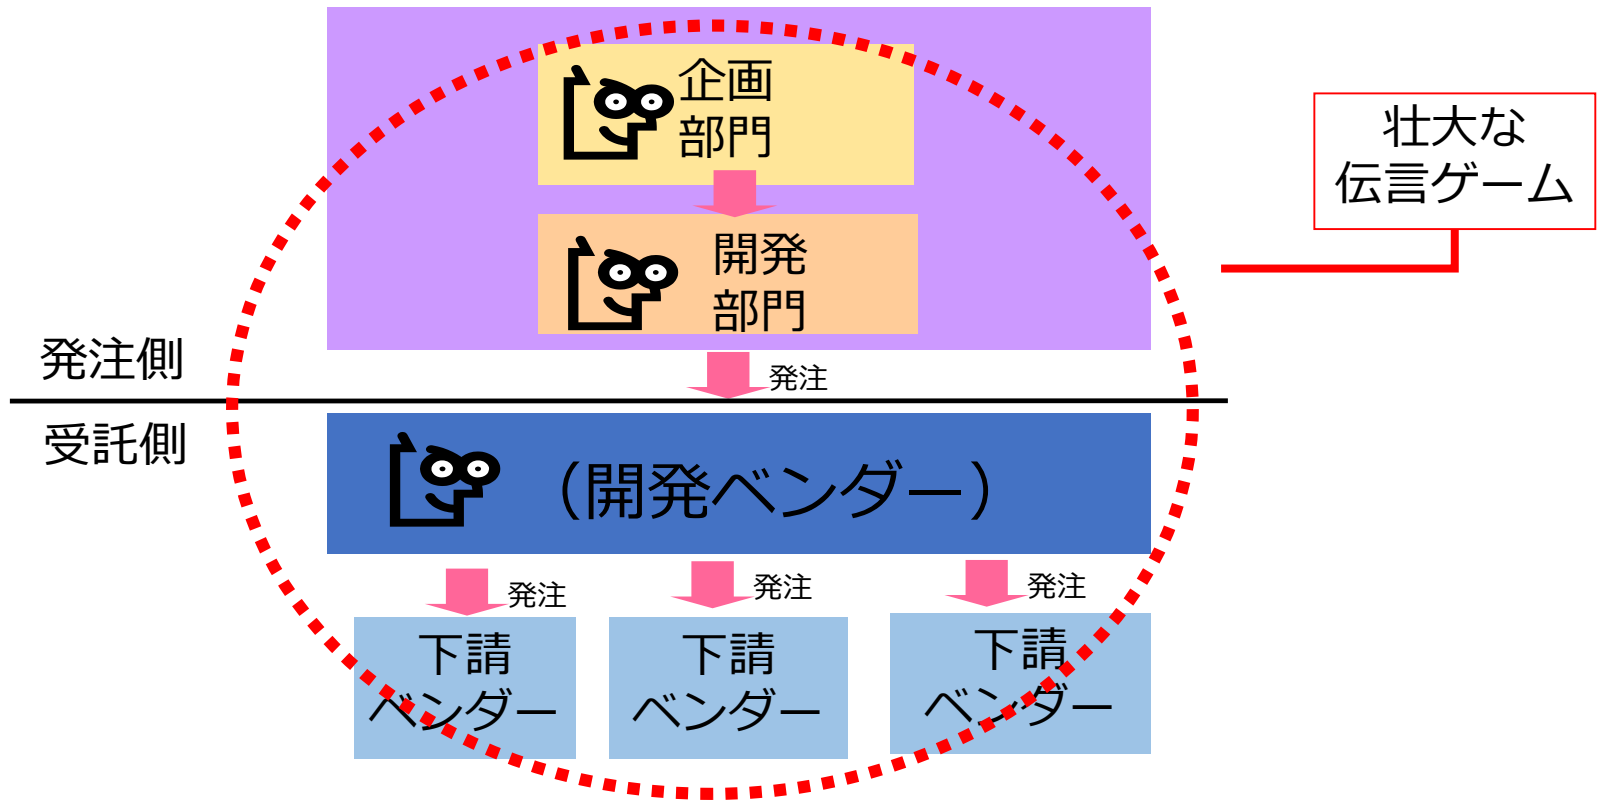 企画
部門
壮大な
伝言ゲーム
開発
部門
発注側
発注
受託側
（開発ベンダー）
発注
発注
発注
下請
ベンダー
下請
ベンダー
下請
ベンダー